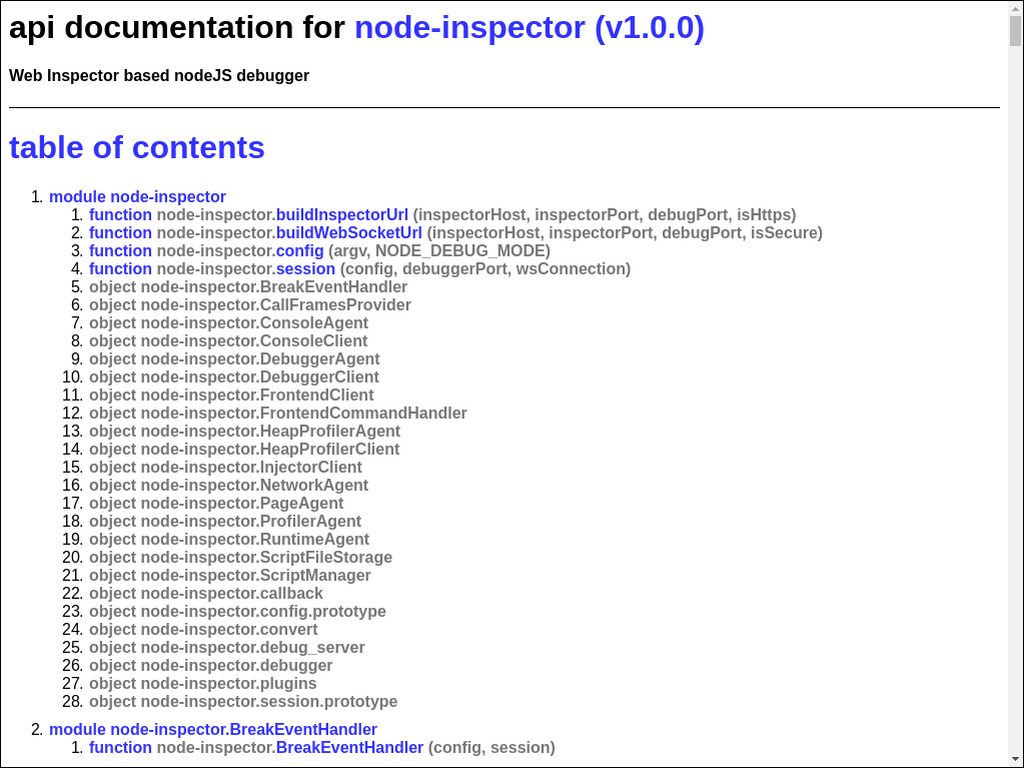 api documentation for node-inspector (v1.0.0)
Web Inspector based nodeJS debugger
table of contents
1. module node-inspector
1. function node-inspector.buildInspectorUrl (inspectorHost, inspectorPort, debugPort, isHttps)
2. function node-inspector.buildWebSocketUrl (inspectorHost, inspectorPort, debugPort, isSecure)
3. function node-inspector.config (argv, NODE_DEBUG_MODE)
4. function node-inspector.session (config, debuggerPort, wsConnection)
5. object node-inspector.BreakEventHandler
6. object node-inspector.CallFramesProvider
7. object node-inspector.ConsoleAgent
8. object node-inspector.ConsoleClient
9. object node-inspector.DebuggerAgent
10. object node-inspector.DebuggerClient
11. object node-inspector.FrontendClient
12. object node-inspector.FrontendCommandHandler
13. object node-inspector.HeapProfilerAgent
14. object node-inspector.HeapProfilerClient
15. object node-inspector.InjectorClient
16. object node-inspector.NetworkAgent
17. object node-inspector.PageAgent
18. object node-inspector.ProfilerAgent
19. object node-inspector.RuntimeAgent
20. object node-inspector.ScriptFileStorage
21. object node-inspector.ScriptManager
22. object node-inspector.callback
23. object node-inspector.config.prototype
24. object node-inspector.convert
25. object node-inspector.debug_server
26. object node-inspector.debugger
27. object node-inspector.plugins
28. object node-inspector.session.prototype
2. module node-inspector.BreakEventHandler
1. function node-inspector.BreakEventHandler (config, session)